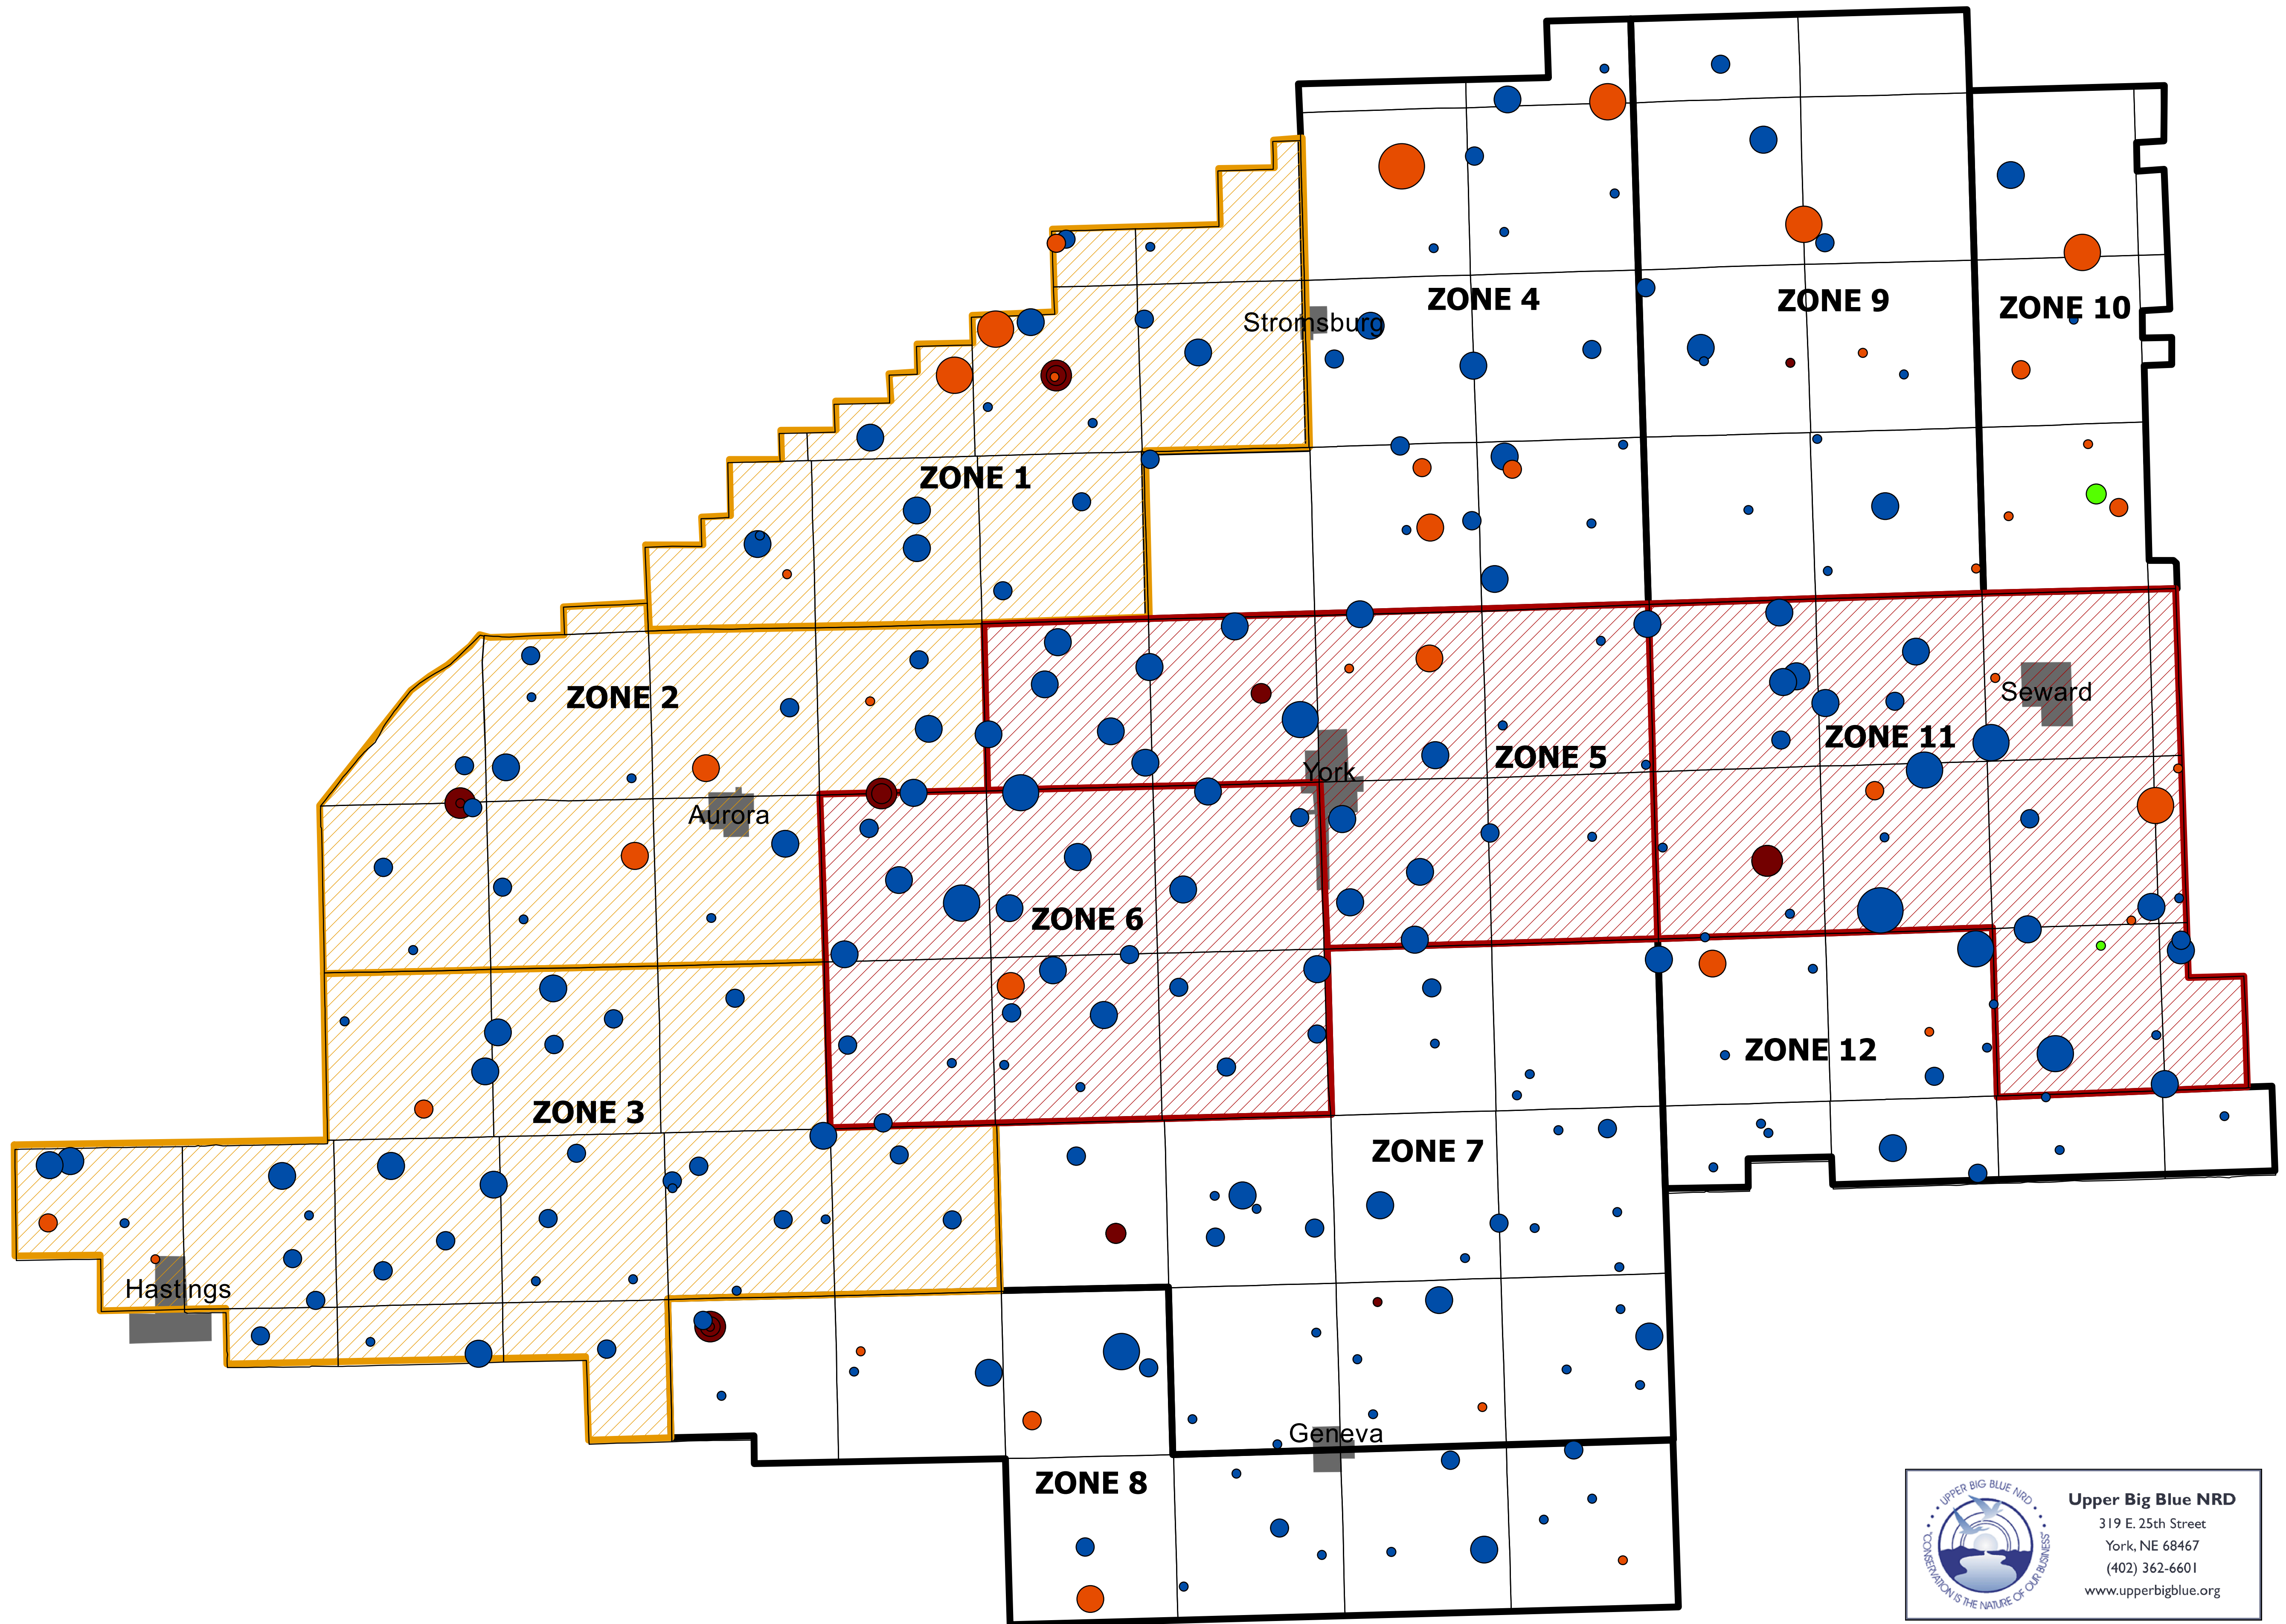 ZONE 4
ZONE 9
ZONE 10
Stromsburg
ZONE 1
ZONE 2
Seward
ZONE 11
ZONE 5
York
Aurora
ZONE 6
ZONE 12
ZONE 3
ZONE 7
Hastings
Geneva
ZONE 8
UPPER BIG BLUE NRD
"CONSERVATION IS THE NATURE OF OUR BUSINESS"
Upper Big Blue NRD
319 E. 25th Street
York, NE 68467
(402) 362-6601
www.upperbigblue.org